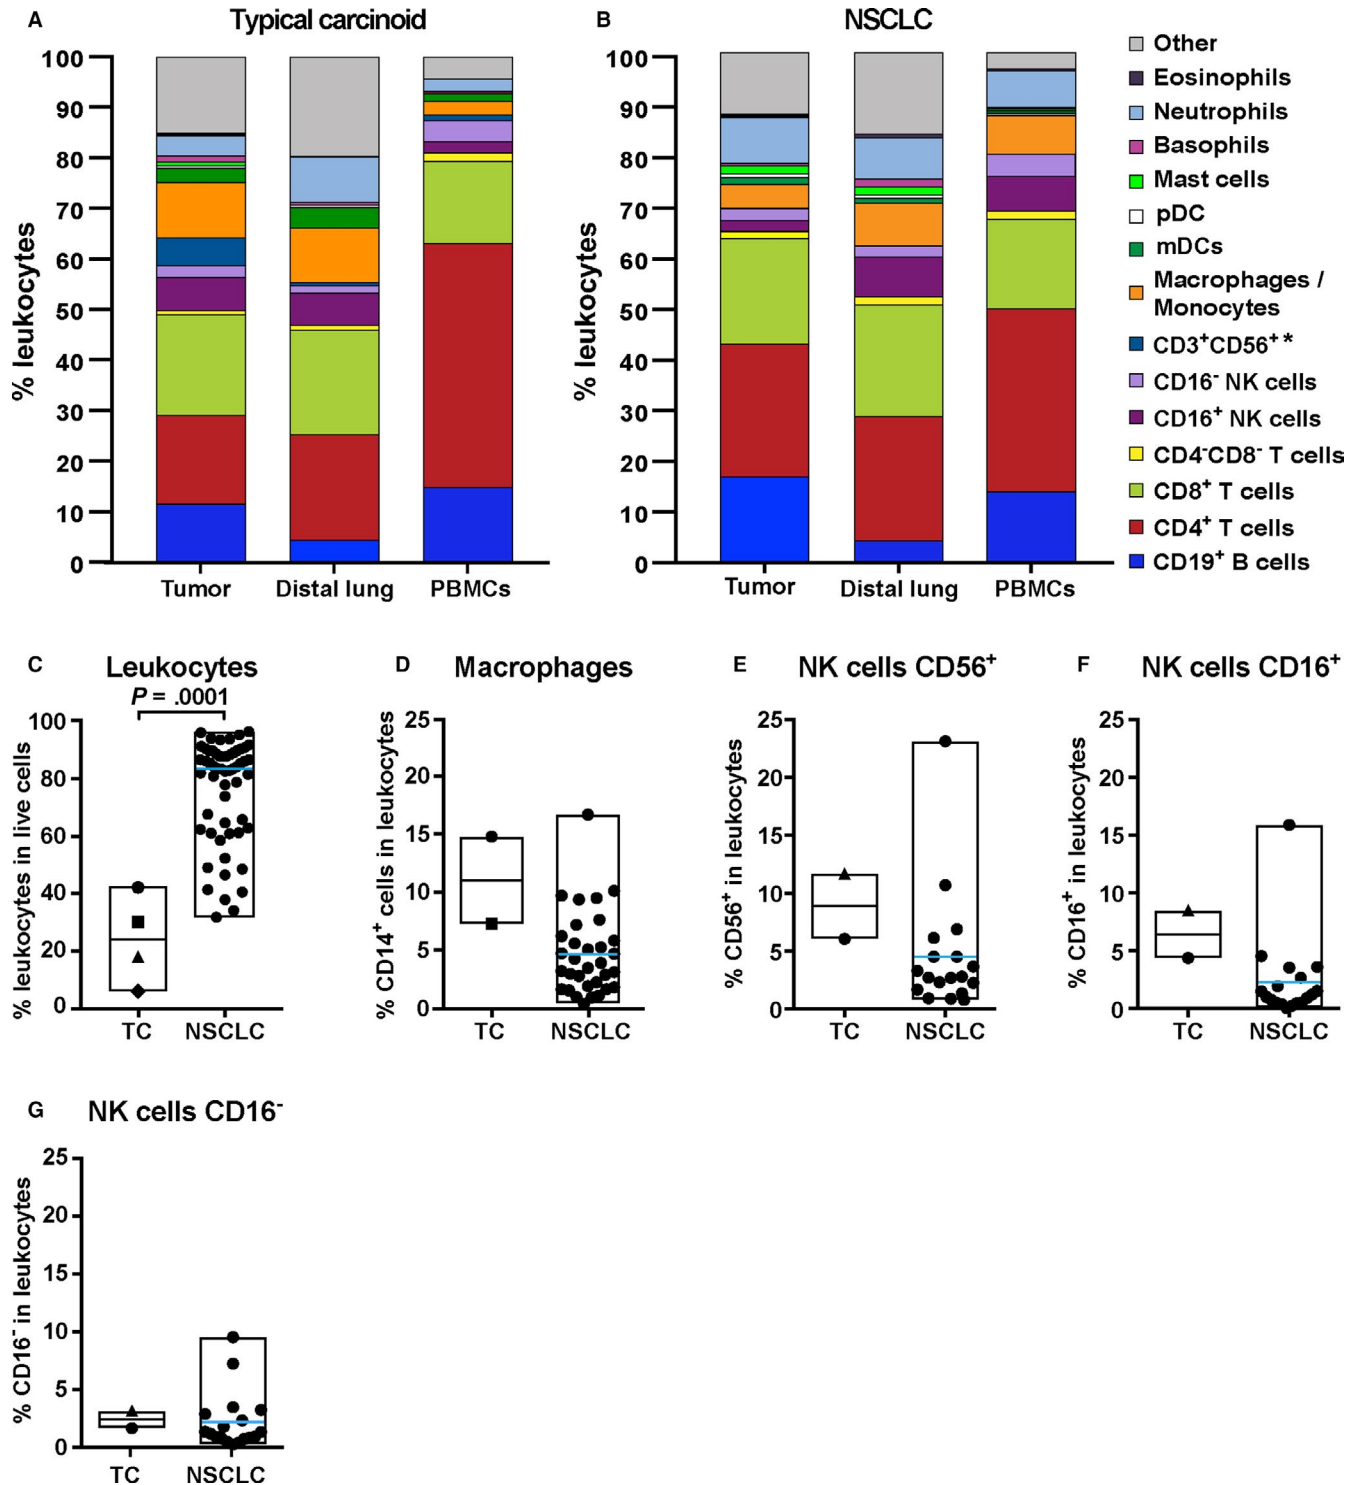 A
Typical carcinoid
% leukocytes
100
90
80
70
60
50
40
30
20
10
0
Tumor
Distal lung
PBMCs
B
NSCLC
% leukocytes
100
90
80
70
60
50
40
30
20
10
0
Tumor
Distal lung
PBMCs
Other
Eosinophils
Neutrophils
Basophils
Mast cells
pDC
mDCs
Macrophages /
Monocytes
CD3⁺CD56⁺ *
CD16⁻ NK cells
CD16⁺ NK cells
CD4⁻CD8⁻ T cells
CD8⁺ T cells
CD4⁺ T cells
CD19⁺ B cells
C
Leukocytes
P = .0001
% leukocytes in live cells
100
80
60
40
20
0
TC
NSCLC
D
Macrophages
% CD14⁺ cells in leukocytes
25
20
15
10
5
0
TC
NSCLC
E
NK cells CD56⁺
% CD56⁺ in leukocytes
25
20
15
10
5
0
TC
NSCLC
F
NK cells CD16⁺
% CD16⁺ in leukocytes
25
20
15
10
5
0
TC
NSCLC
G
NK cells CD16⁻
% CD16⁻ in leukocytes
25
20
15
10
5
0
TC
NSCLC